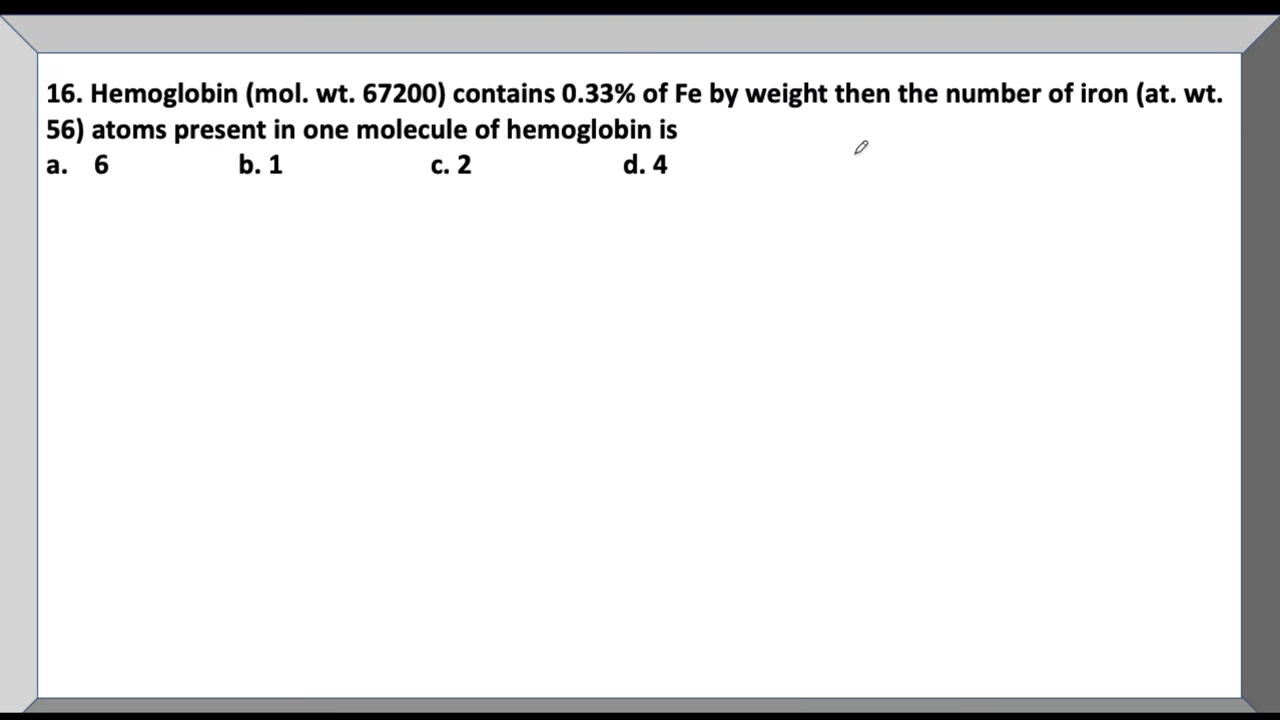 16. Hemoglobin (mol. wt. 67200) contains 0.33% of Fe by weight then the number of iron (at. wt.
56) atoms present in one molecule of hemoglobin is
a. 6 b. 1 c. 2 d. 4